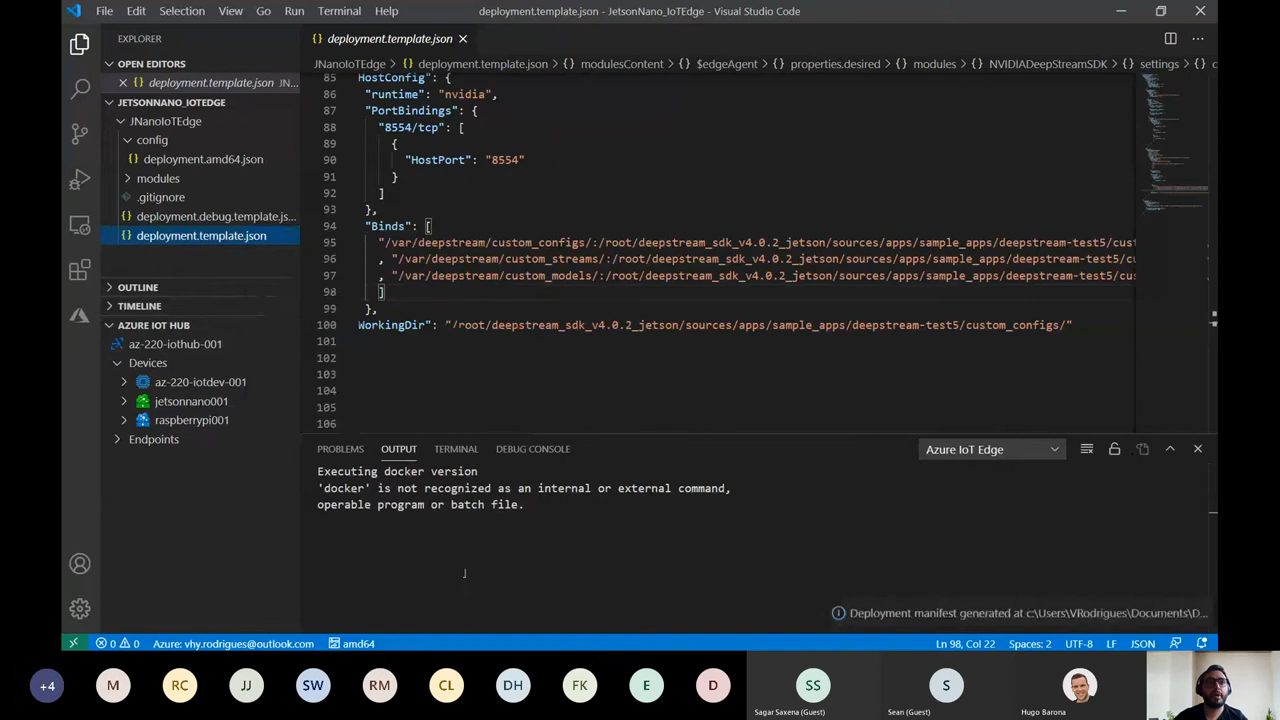 File Edit Selection View Go Run Terminal Help deployment.template.json - JetsonNano_IoTEdge - Visual Studio Code
EXPLORER
OPEN EDITORS
deployment.template.json JN...
JETSONNANO_IOTEDGE
JNanoIoTEdge
config
deployment.amd64.json
modules
.gitignore
deployment.debug.template.js...
deployment.template.json
OUTLINE
TIMELINE
AZURE IOT HUB
az-220-iothub-001
Devices
az-220-iotdev-001
jetsonnano001
raspberrypi001
Endpoints
deployment.template.json
JNanoIoTEdge > deployment.template.json > modulesContent > $edgeAgent > properties.desired > modules > NVIDIADeepStreamSDK > settings > c
85 HostConfig": {
86 "runtime": "nvidia",
87 "PortBindings": {
88 "8554/tcp": [
89 {
90 "HostPort": "8554"
91 }
92 ]
93 },
94 "Binds": [
95 "/var/deepstream/custom_configs/:/root/deepstream_sdk_v4.0.2_jetson/sources/apps/sample_apps/deepstream-test5/cust
96 , "/var/deepstream/custom_streams/:/root/deepstream_sdk_v4.0.2_jetson/sources/apps/sample_apps/deepstream-test5/cu
97 , "/var/deepstream/custom_models/:/root/deepstream_sdk_v4.0.2_jetson/sources/apps/sample_apps/deepstream-test5/cus
98 ]
99 },
100 WorkingDir": "/root/deepstream_sdk_v4.0.2_jetson/sources/apps/sample_apps/deepstream-test5/custom_configs/"
101
102
103
104
105
106
PROBLEMS OUTPUT TERMINAL DEBUG CONSOLE Azure IoT Edge
Executing docker version
'docker' is not recognized as an internal or external command,
operable program or batch file.
Deployment manifest generated at c:\Users\VRodrigues\Documents\D...
0 0 Azure: vhy.rodrigues@outlook.com amd64 Ln 98, Col 22 Spaces: 2 UTF-8 LF JSON
+4 M RC JJ SW RM CL DH FK E D SS S
Sagar Saxena (Guest) Sean (Guest) Hugo Barona